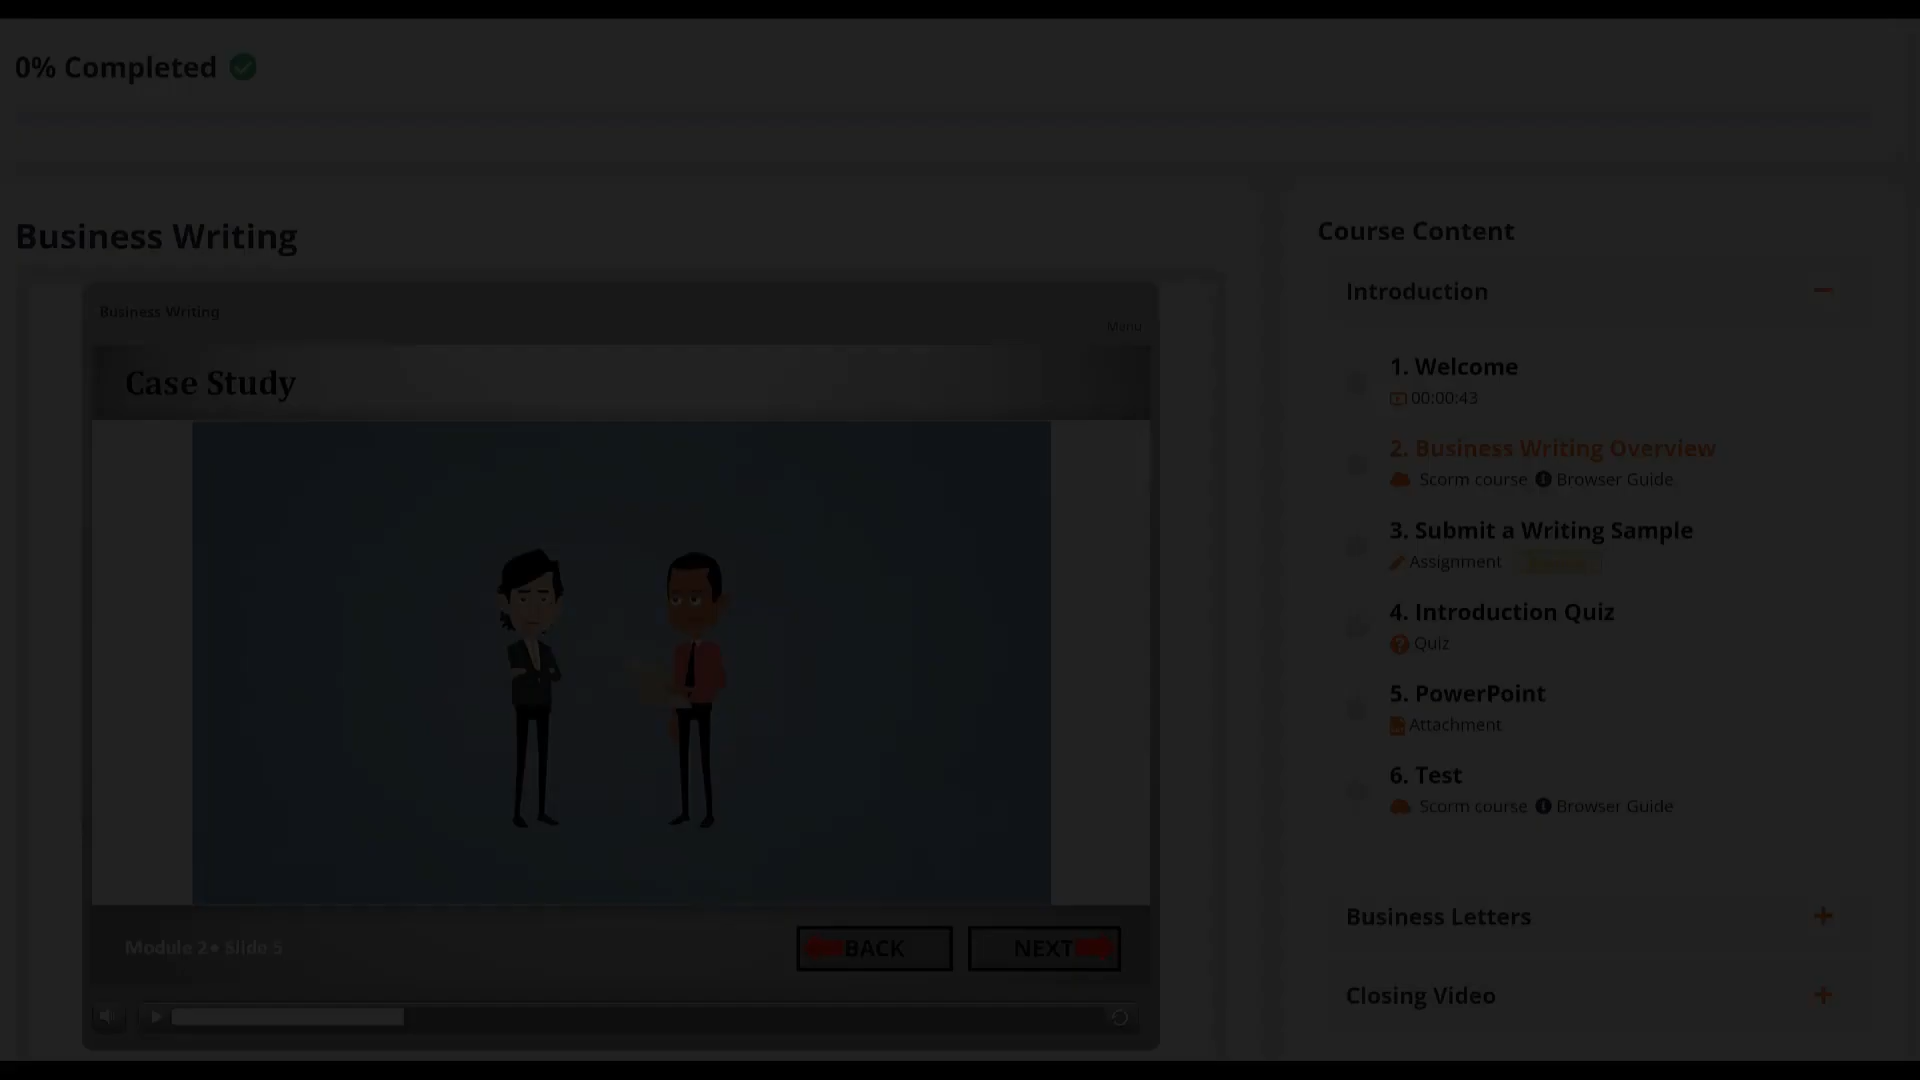 0% Completed
Business Writing
Business Writing
Menu
Case Study
Module 2• Slide 5
BACK
NEXT
Course Content
Introduction
1. Welcome
00:00:43
2. Business Writing Overview
Scorm course Browser Guide
3. Submit a Writing Sample
Assignment
4. Introduction Quiz
Quiz
5. PowerPoint
Attachment
6. Test
Scorm course Browser Guide
Business Letters
Closing Video